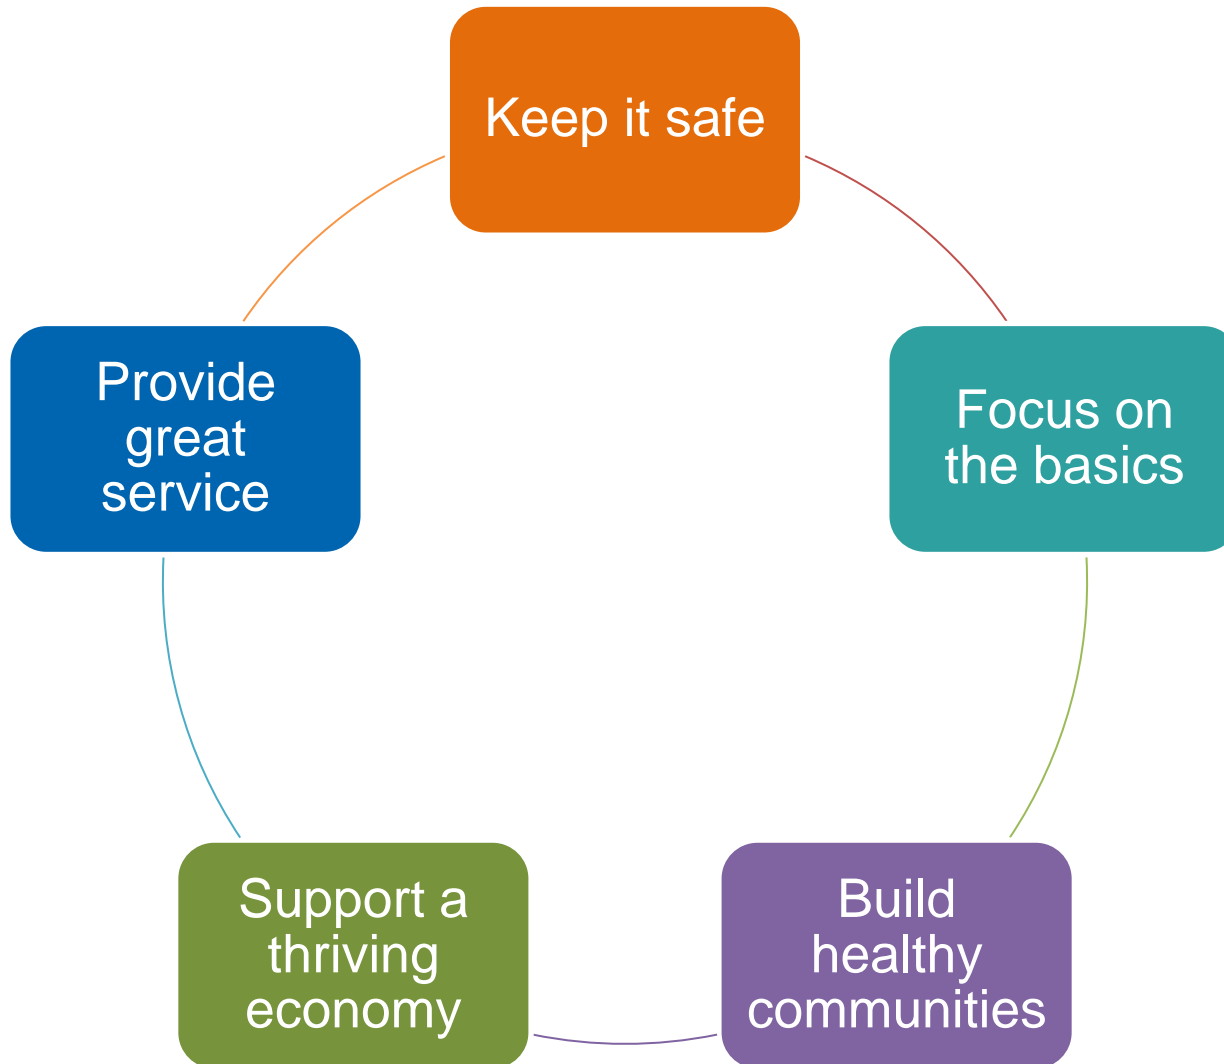 Keep it safe
Focus on
the basics
Build
healthy
communities
Support a
thriving
economy
Provide
great
service